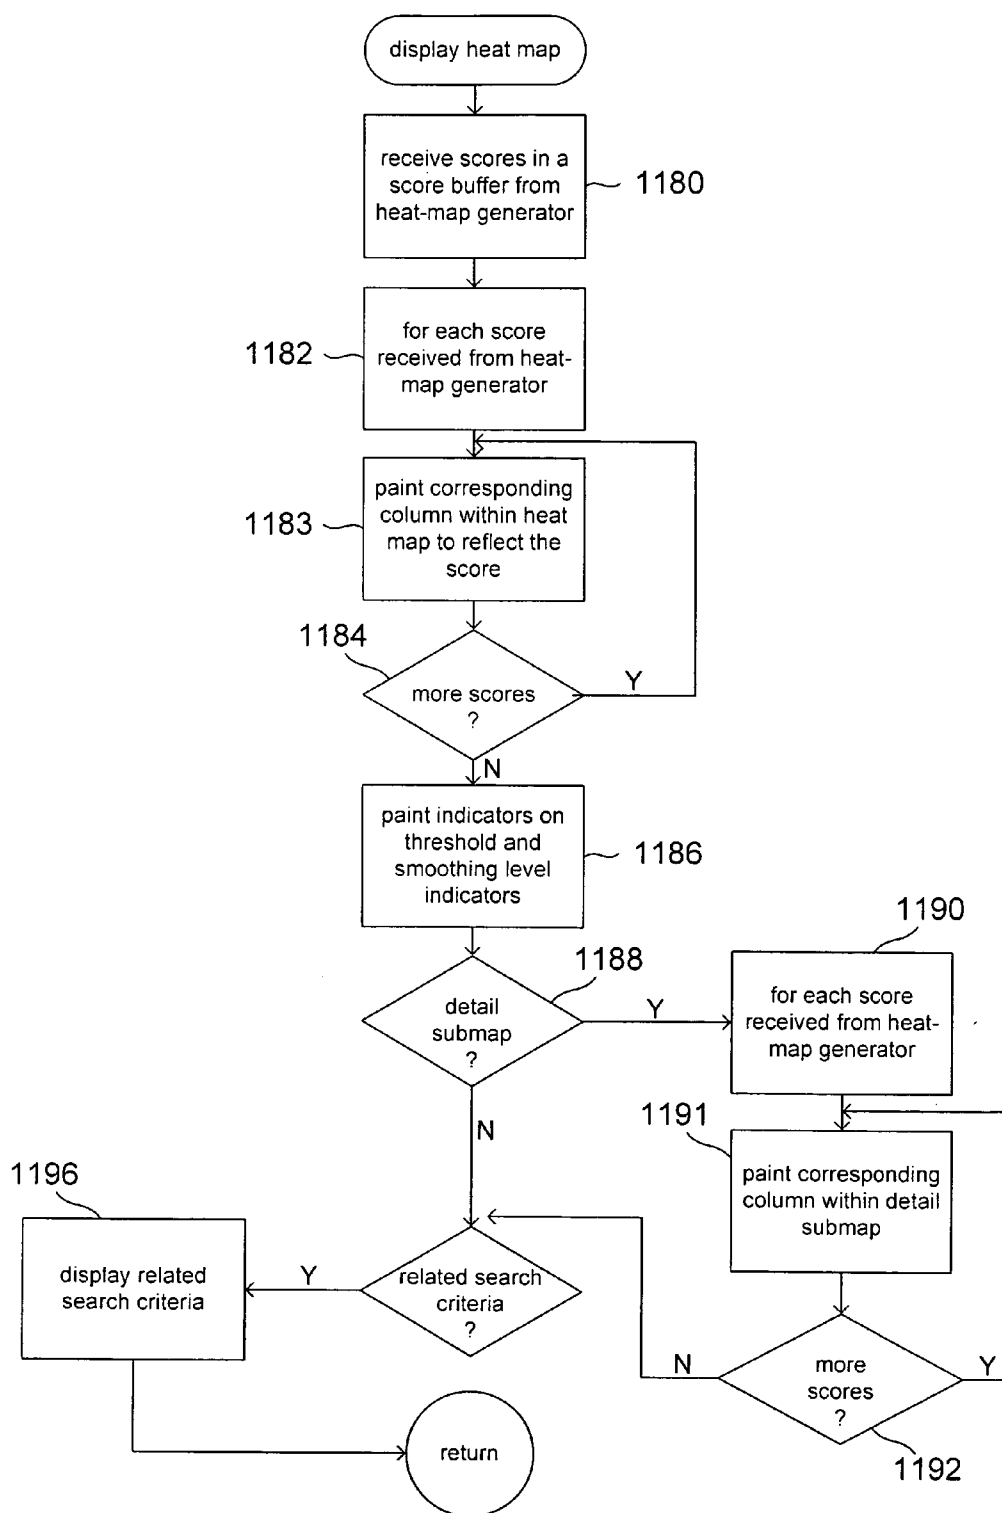 display heat map
receive scores in a
score buffer from
heat-map generator
1180
for each score
received from heat-
map generator
1182
paint corresponding
column within heat
map to reflect the
score
1183
1184
more scores
?
Y
N
paint indicators on
threshold and
smoothing level
indicators
1186
1188
detail
submap
?
Y
N
1190
for each score
received from heat-
map generator
1191
paint corresponding
column within detail
submap
1196
display related
search criteria
Y
related search
criteria
?
N
more
scores
?
Y
1192
return